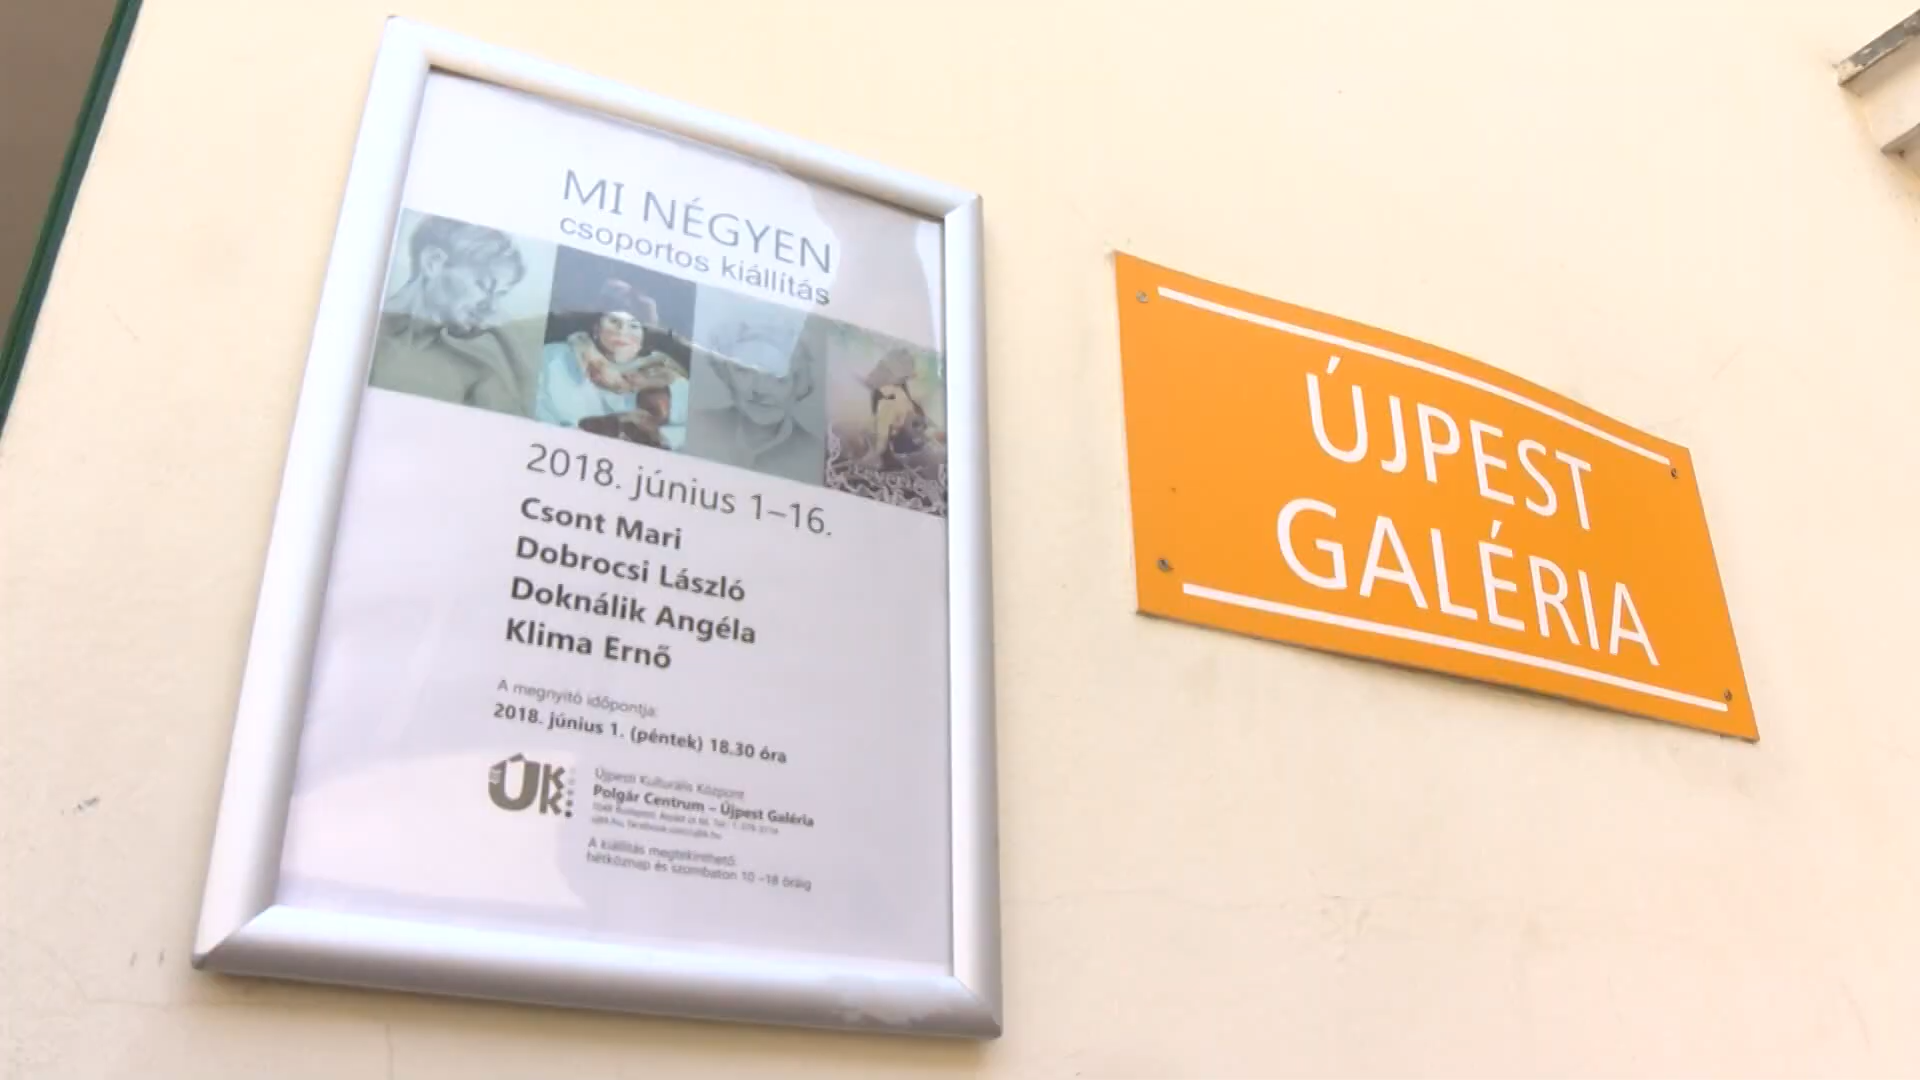 MI NÉGYEN
csoportos kiállítás
2018. június 1–16.
Csont Mari
Dobrocsi László
Doknálik Angéla
Klima Ernő
A megnyitó időpontja:
2018. június 1. (péntek) 18.30 óra
ÚKK
Újpesti Kulturális Központ
Polgár Centrum – Újpest Galéria
A kiállítás megtekinthető:
hétköznap és szombaton 10 –18 óráig
ÚJPEST
GALÉRIA